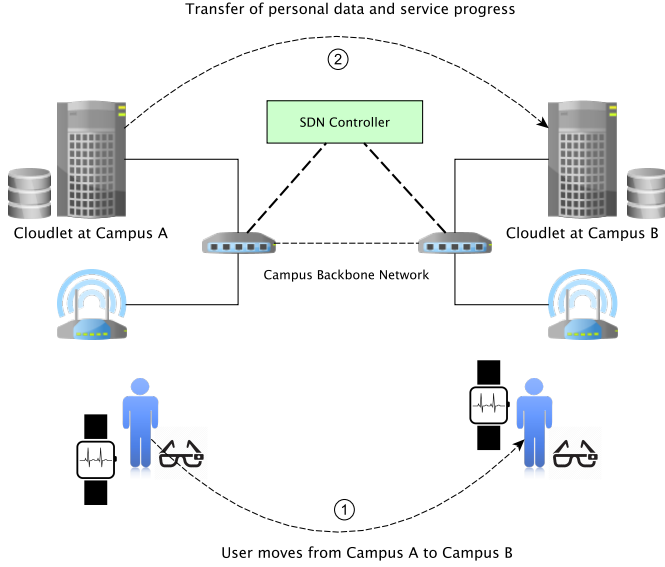 Transfer of personal data and service progress
2
SDN Controller
Cloudlet at Campus A
Cloudlet at Campus B
Campus Backbone Network
1
User moves from Campus A to Campus B